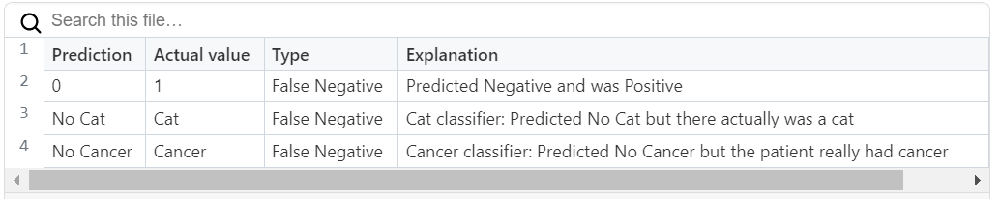 Search this file…
1 Prediction Actual value Type Explanation
2 0 1 False Negative Predicted Negative and was Positive
3 No Cat Cat False Negative Cat classifier: Predicted No Cat but there actually was a cat
4 No Cancer Cancer False Negative Cancer classifier: Predicted No Cancer but the patient really had cancer